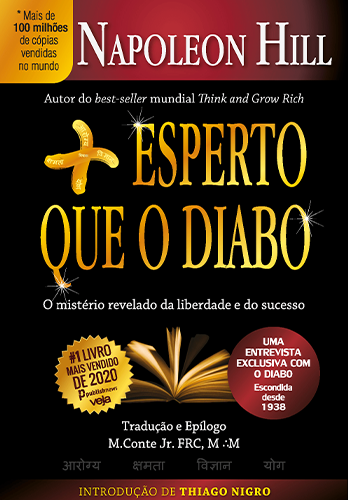 * Mais de
100 milhões
de cópias
vendidas
no mundo
NAPOLEON HILL
Autor do best-seller mundial Think and Grow Rich
+ ESPERTO
QUE O DIABO
O mistério revelado da liberdade e do sucesso
#1 LIVRO
MAIS VENDIDO
DE 2020
publishnews
veja
UMA
ENTREVISTA
EXCLUSIVA COM
O DIABO
Escondida
desde
1938
Tradução e Epílogo
M.Conte Jr. FRC, M∴M
आरोग्य क्षमता विज्ञान योग
INTRODUÇÃO DE THIAGO NIGRO